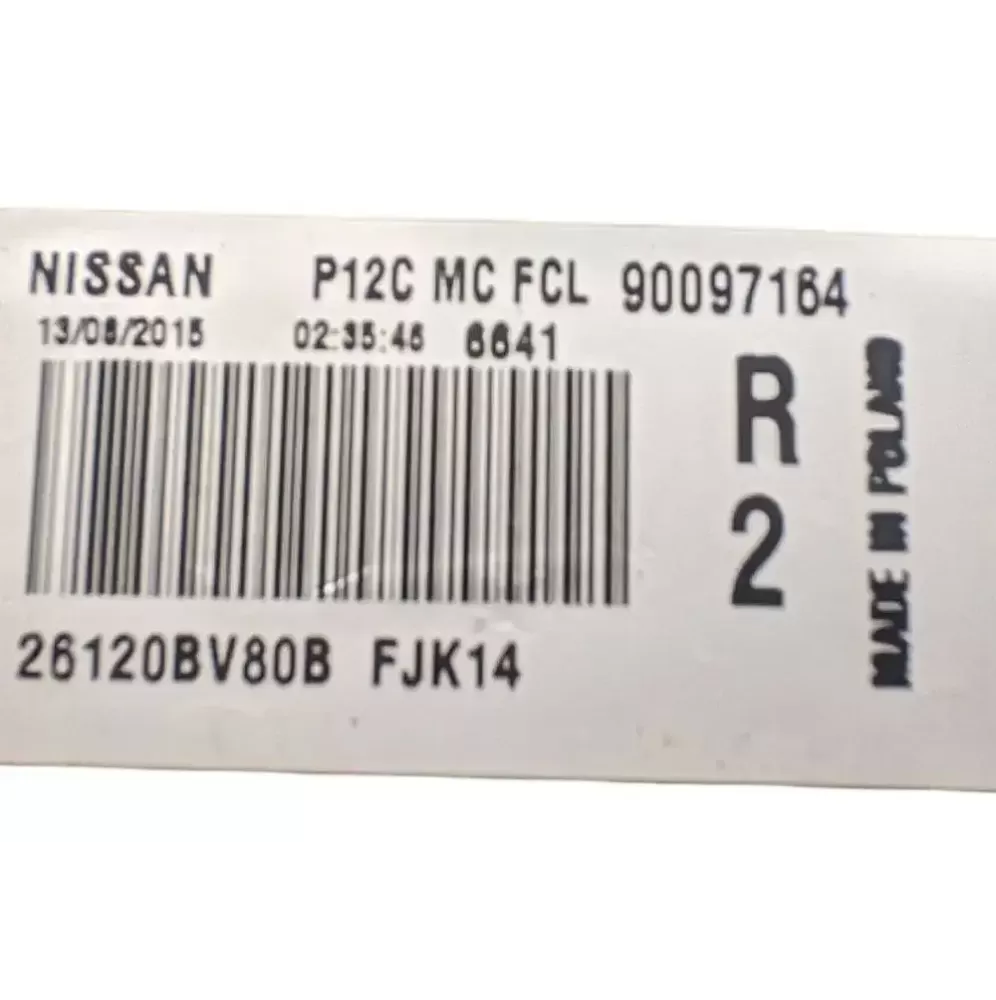 NISSAN P12C MC FCL 90097164
13/08/2015 02:35:46 6641
R
2
MADE IN POLAND
26120BV80B FJK14